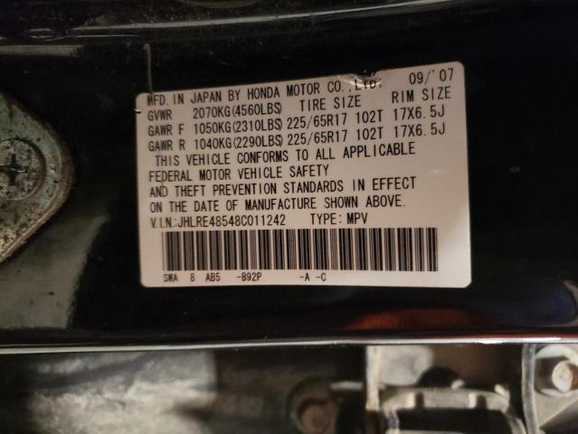 MFD. IN JAPAN BY HONDA MOTOR CO., LTD. 09/'07
GVWR 2070KG(4560LBS) TIRE SIZE RIM SIZE
GAWR F 1050KG(2310LBS) 225/65R17 102T 17X6.5J
GAWR R 1040KG(2290LBS) 225/65R17 102T 17X6.5J
THIS VEHICLE CONFORMS TO ALL APPLICABLE
FEDERAL MOTOR VEHICLE SAFETY
AND THEFT PREVENTION STANDARDS IN EFFECT
ON THE DATE OF MANUFACTURE SHOWN ABOVE.
V.I.N:JHLRE48548C011242 TYPE: MPV
SWA 8 AB5 -B92P -A -C